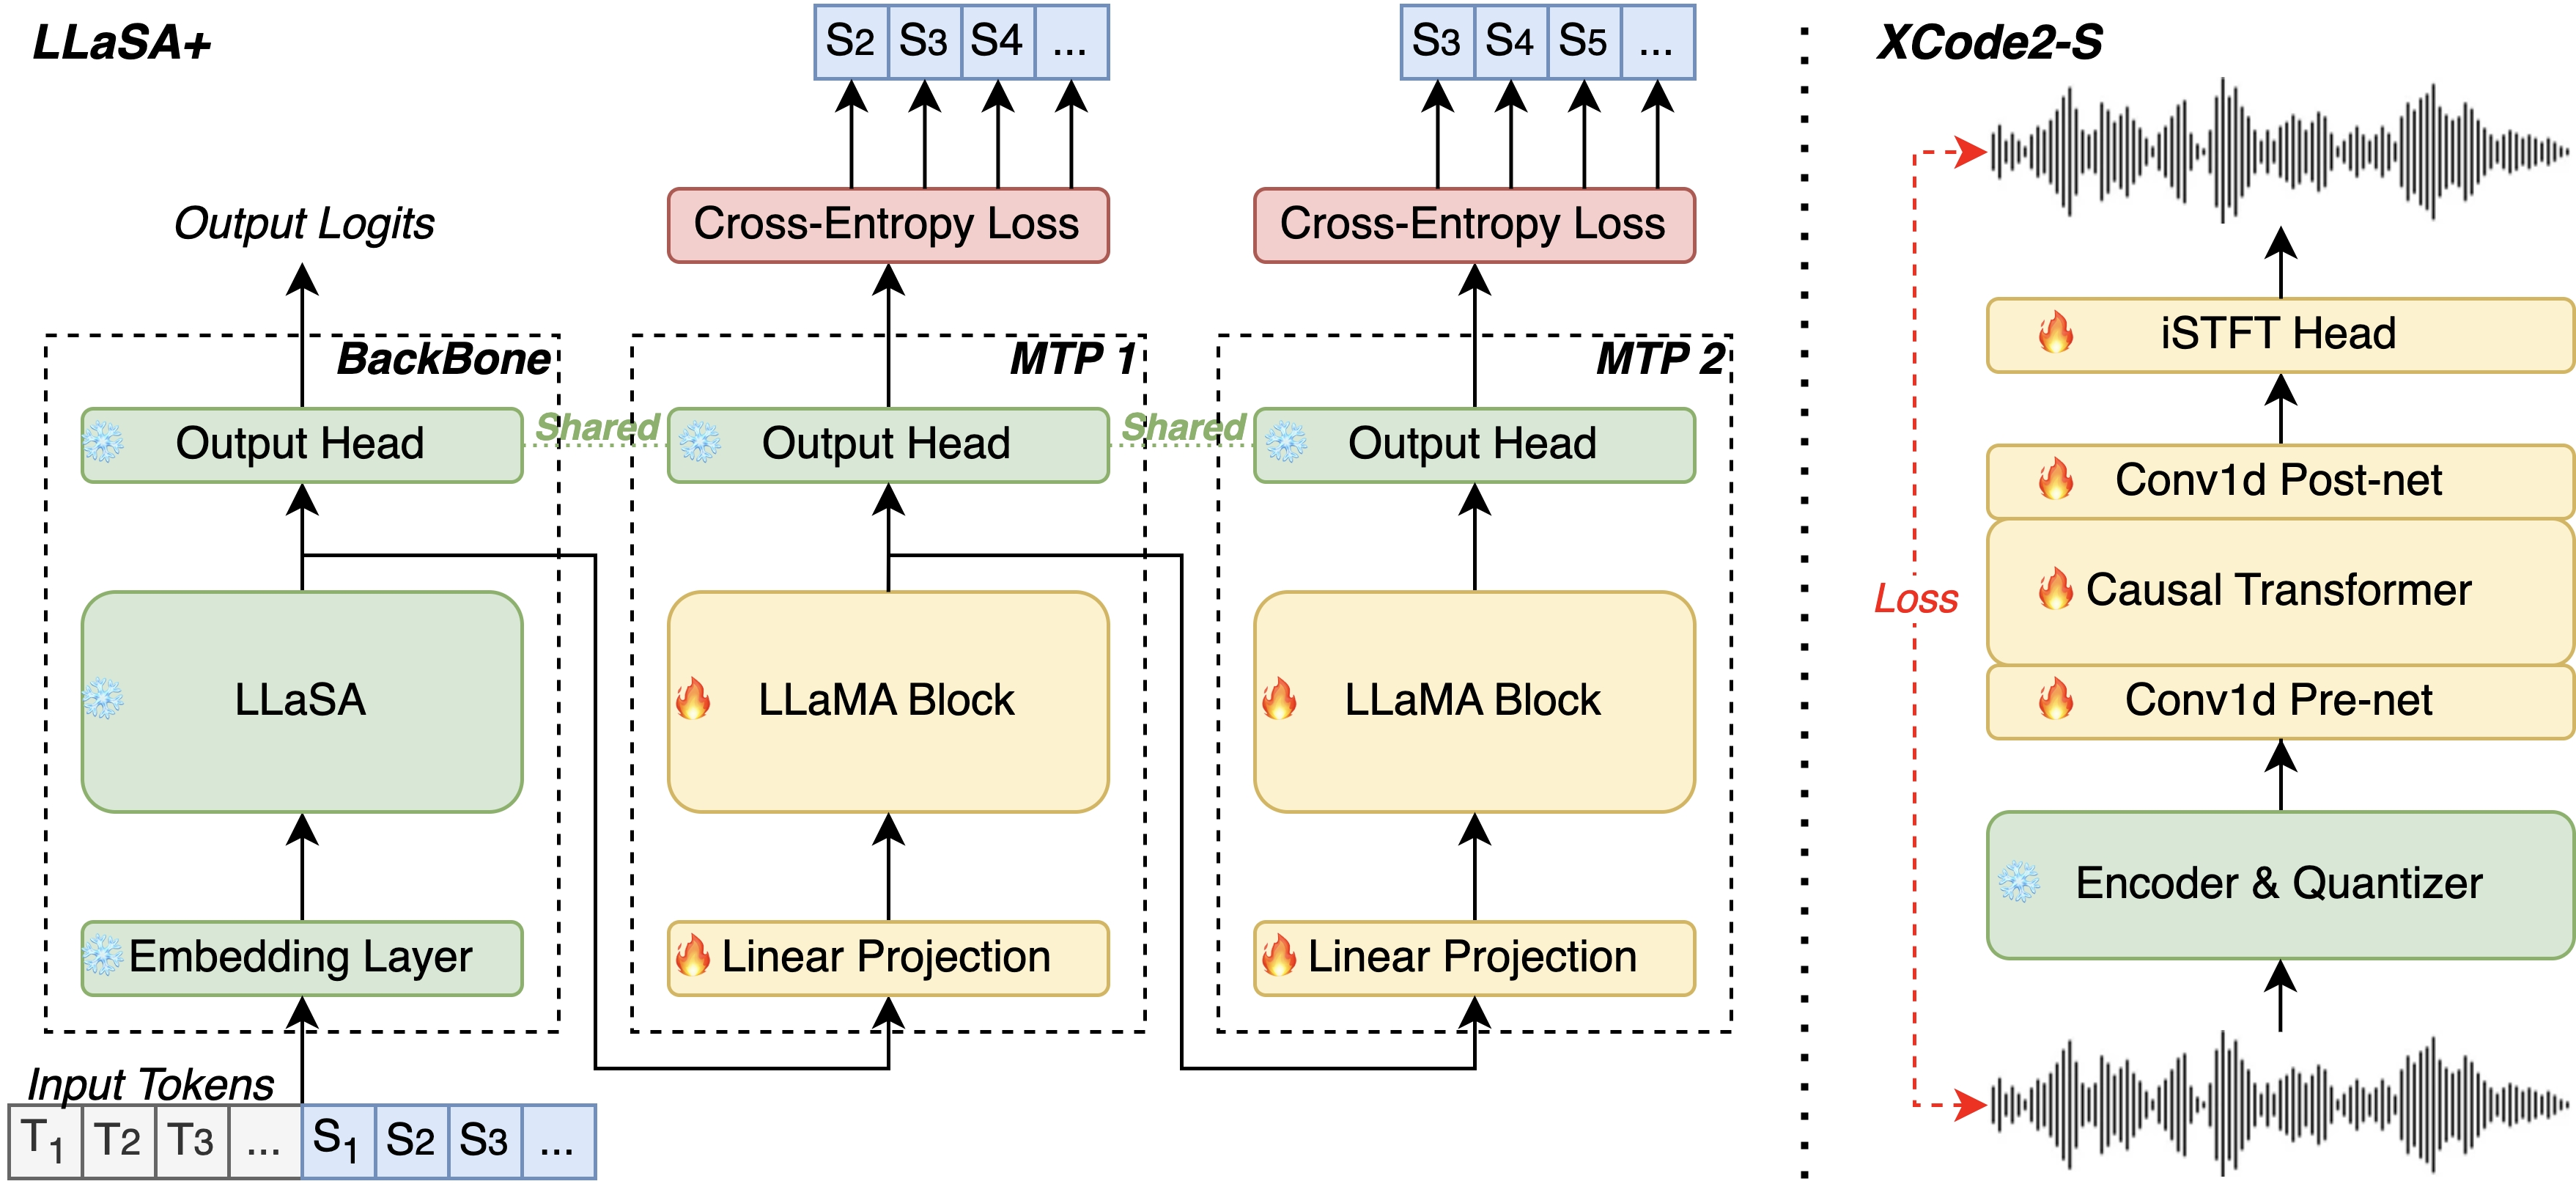 LLaSA+
S2 S3 S4 ...
S3 S4 S5 ...
XCode2-S
Output Logits
Cross-Entropy Loss
Cross-Entropy Loss
BackBone
MTP 1
MTP 2
Output Head
Shared
Output Head
Shared
Output Head
LLaSA
LLaMA Block
LLaMA Block
Embedding Layer
Linear Projection
Linear Projection
Input Tokens
T1 T2 T3 ... S1 S2 S3 ...
iSTFT Head
Conv1d Post-net
Causal Transformer
Loss
Conv1d Pre-net
Encoder & Quantizer